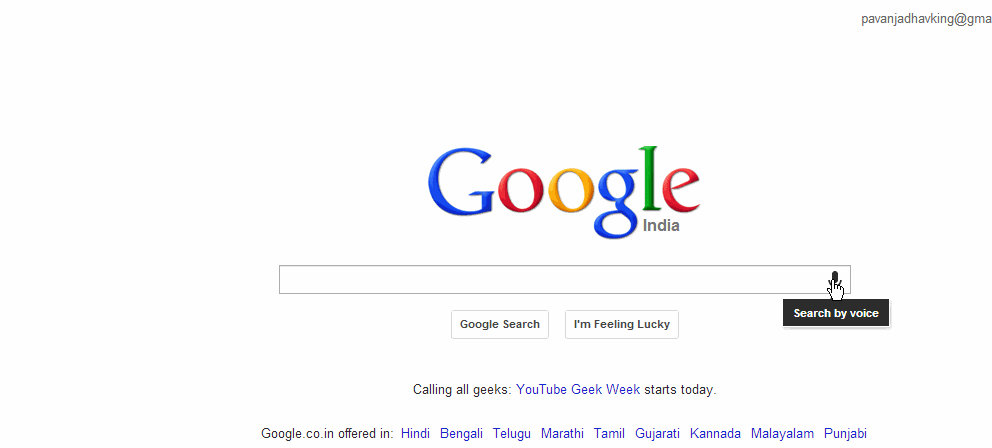 pavanjadhavking@gma
Google
India
Search by voice
Google Search I'm Feeling Lucky
Calling all geeks: YouTube Geek Week starts today.
Google.co.in offered in: Hindi Bengali Telugu Marathi Tamil Gujarati Kannada Malayalam Punjabi